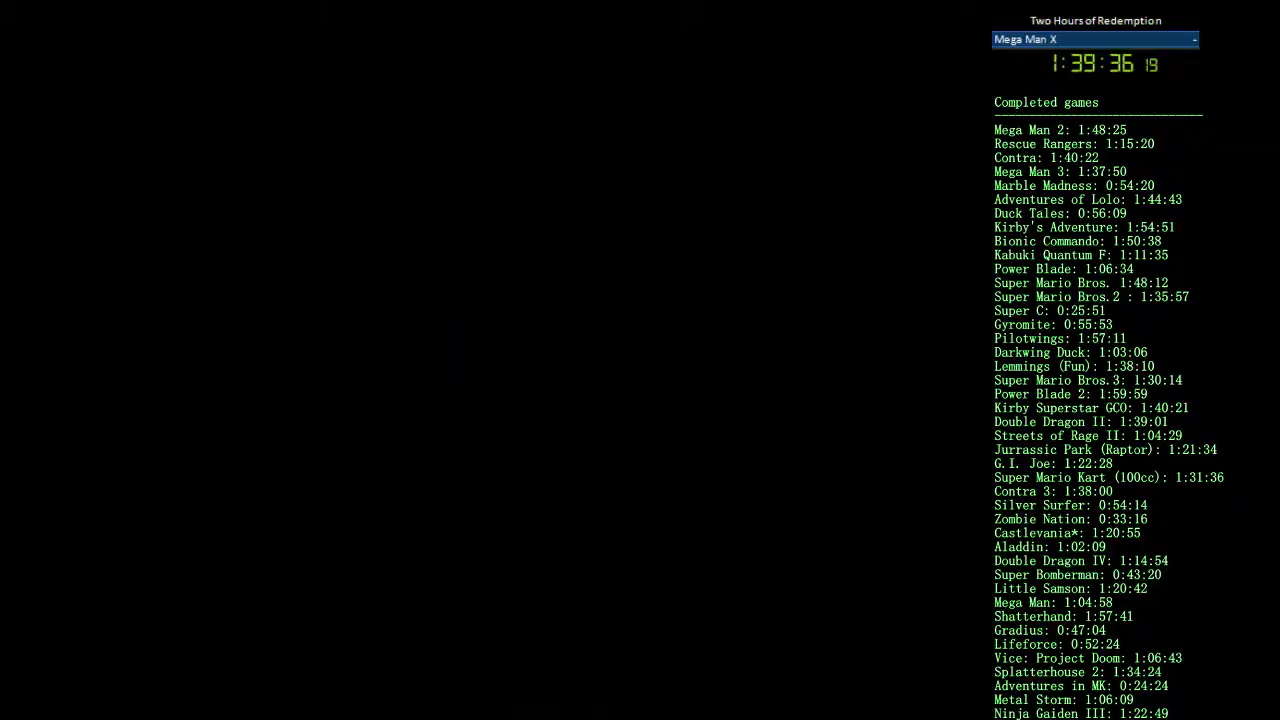 Two Hours of Redemption
Mega Man X -
1:39:36 19
Completed games
------------------------------
Mega Man 2: 1:48:25
Rescue Rangers: 1:15:20
Contra: 1:40:22
Mega Man 3: 1:37:50
Marble Madness: 0:54:20
Adventures of Lolo: 1:44:43
Duck Tales: 0:56:09
Kirby's Adventure: 1:54:51
Bionic Commando: 1:50:38
Kabuki Quantum F: 1:11:35
Power Blade: 1:06:34
Super Mario Bros. 1:48:12
Super Mario Bros.2 : 1:35:57
Super C: 0:25:51
Gyromite: 0:55:53
Pilotwings: 1:57:11
Darkwing Duck: 1:03:06
Lemmings (Fun): 1:38:10
Super Mario Bros.3: 1:30:14
Power Blade 2: 1:59:59
Kirby Superstar GCO: 1:40:21
Double Dragon II: 1:39:01
Streets of Rage II: 1:04:29
Jurrassic Park (Raptor): 1:21:34
G.I. Joe: 1:22:28
Super Mario Kart (100cc): 1:31:36
Contra 3: 1:38:00
Silver Surfer: 0:54:14
Zombie Nation: 0:33:16
Castlevania*: 1:20:55
Aladdin: 1:02:09
Double Dragon IV: 1:14:54
Super Bomberman: 0:43:20
Little Samson: 1:20:42
Mega Man: 1:04:58
Shatterhand: 1:57:41
Gradius: 0:47:04
Lifeforce: 0:52:24
Vice: Project Doom: 1:06:43
Splatterhouse 2: 1:34:24
Adventures in MK: 0:24:24
Metal Storm: 1:06:09
Ninja Gaiden III: 1:22:49